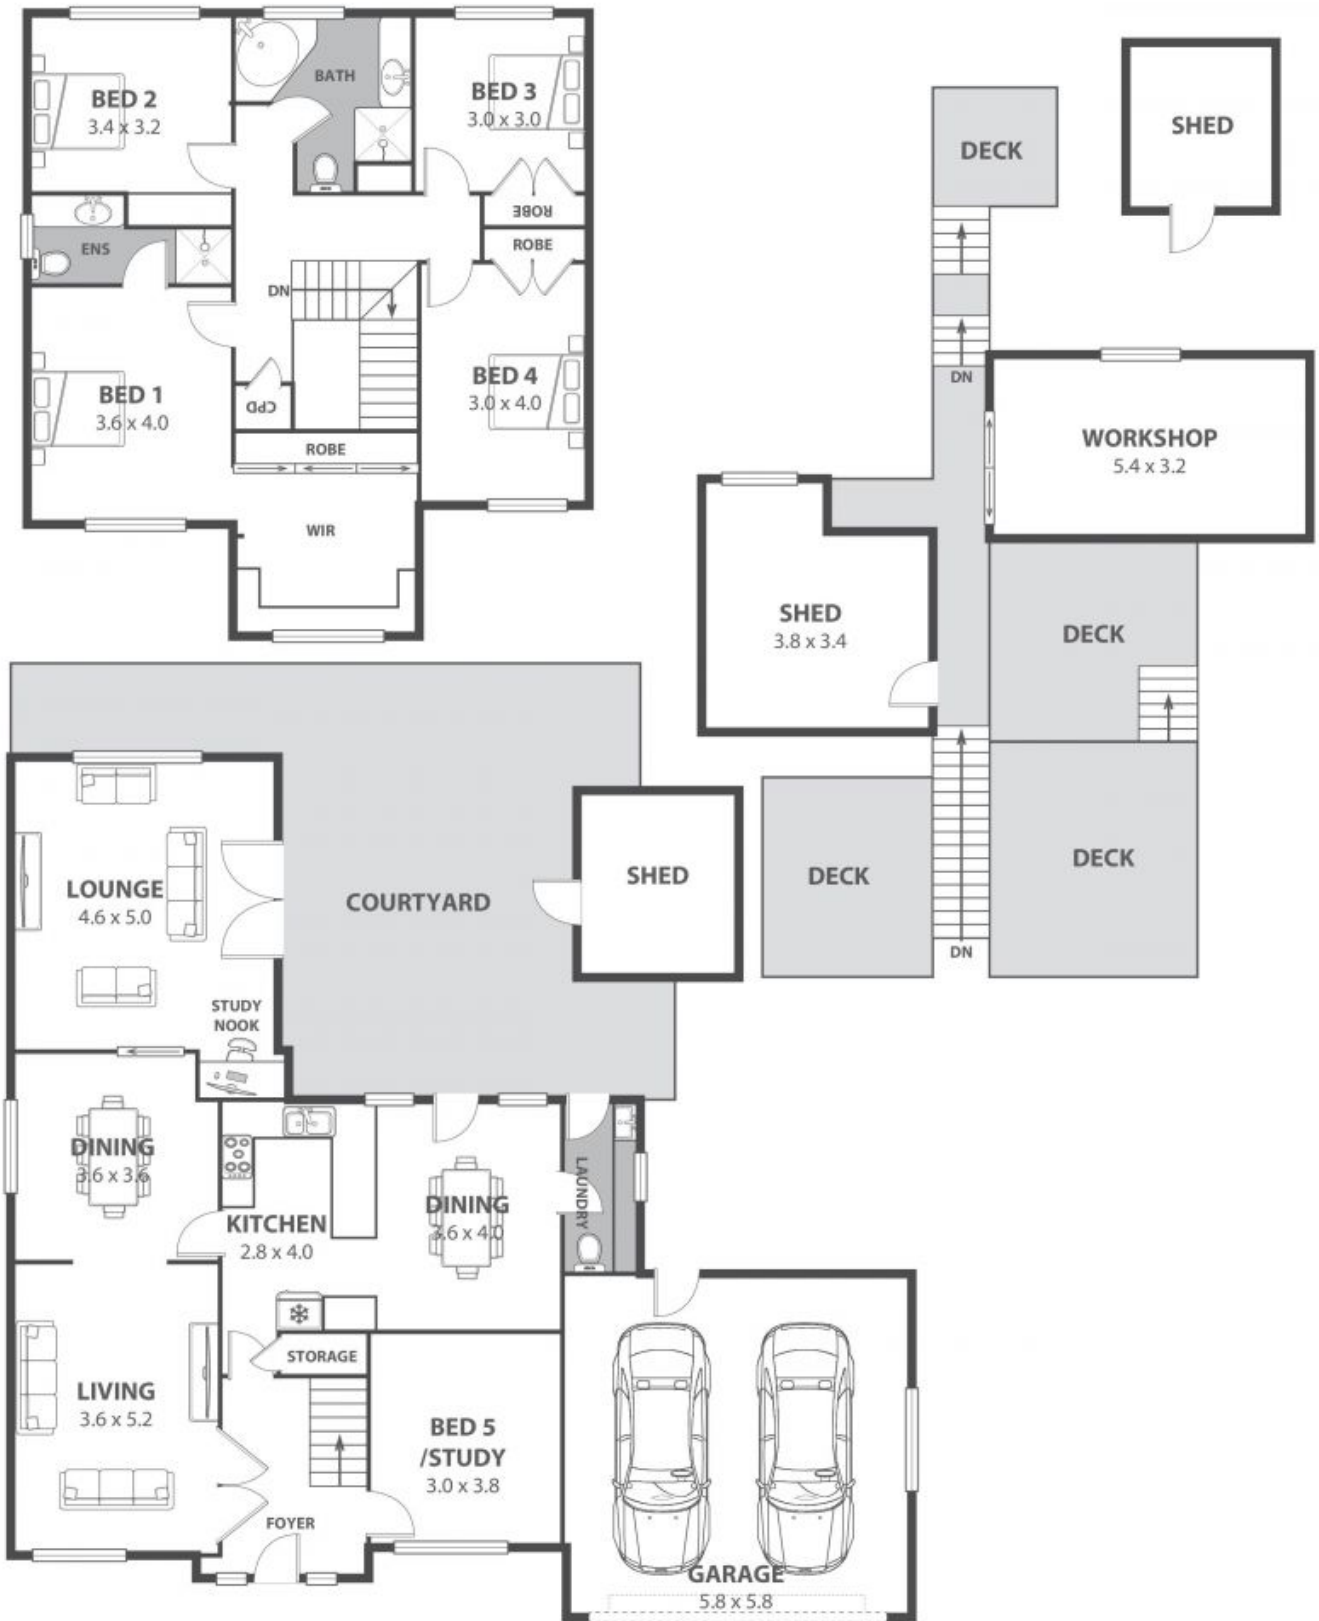 BATH
BED 2
3.4 x 3.2
BED 3
3.0 x 3.0
ROBE
ROBE
ENS
DN
BED 1
3.6 x 4.0
CPD
BED 4
3.0 x 4.0
ROBE
WIR
DECK
SHED
DN
WORKSHOP
5.4 x 3.2
SHED
3.8 x 3.4
DECK
DECK
DECK
DN
LOUNGE
4.6 x 5.0
COURTYARD
SHED
STUDY
NOOK
DINING
3.6 x 3.6
KITCHEN
2.8 x 4.0
DINING
3.6 x 4.0
LAUNDRY
STORAGE
LIVING
3.6 x 5.2
BED 5
/STUDY
3.0 x 3.8
FOYER
GARAGE
5.8 x 5.8